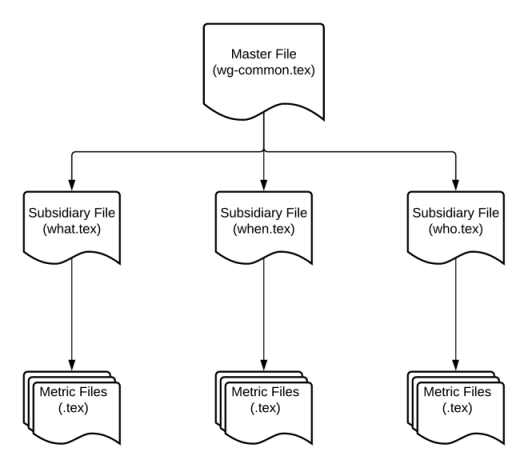 Master File
(wg-common.tex)
Subsidiary File
(what.tex)
Subsidiary File
(when.tex)
Subsidiary File
(who.tex)
Metric Files
(.tex)
Metric Files
(.tex)
Metric Files
(.tex)